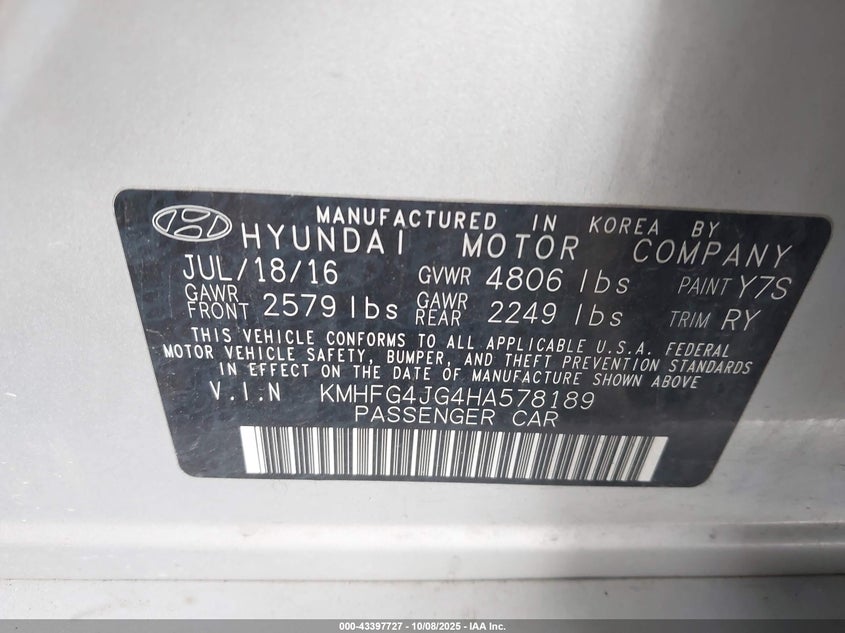 MANUFACTURED IN KOREA BY
HYUNDAI MOTOR COMPANY
JUL/18/16 GVWR 4806 lbs PAINT Y7S
GAWR FRONT 2579 lbs GAWR REAR 2249 lbs TRIM RY
THIS VEHICLE CONFORMS TO ALL APPLICABLE U.S.A. FEDERAL
MOTOR VEHICLE SAFETY, BUMPER, AND THEFT PREVENTION STANDARDS
IN EFFECT ON THE DATE OF MANUFACTURE SHOWN ABOVE
V.I.N KMHFG4JG4HA578189
PASSENGER CAR
000-43397727 - 10/08/2025 - IAA Inc.